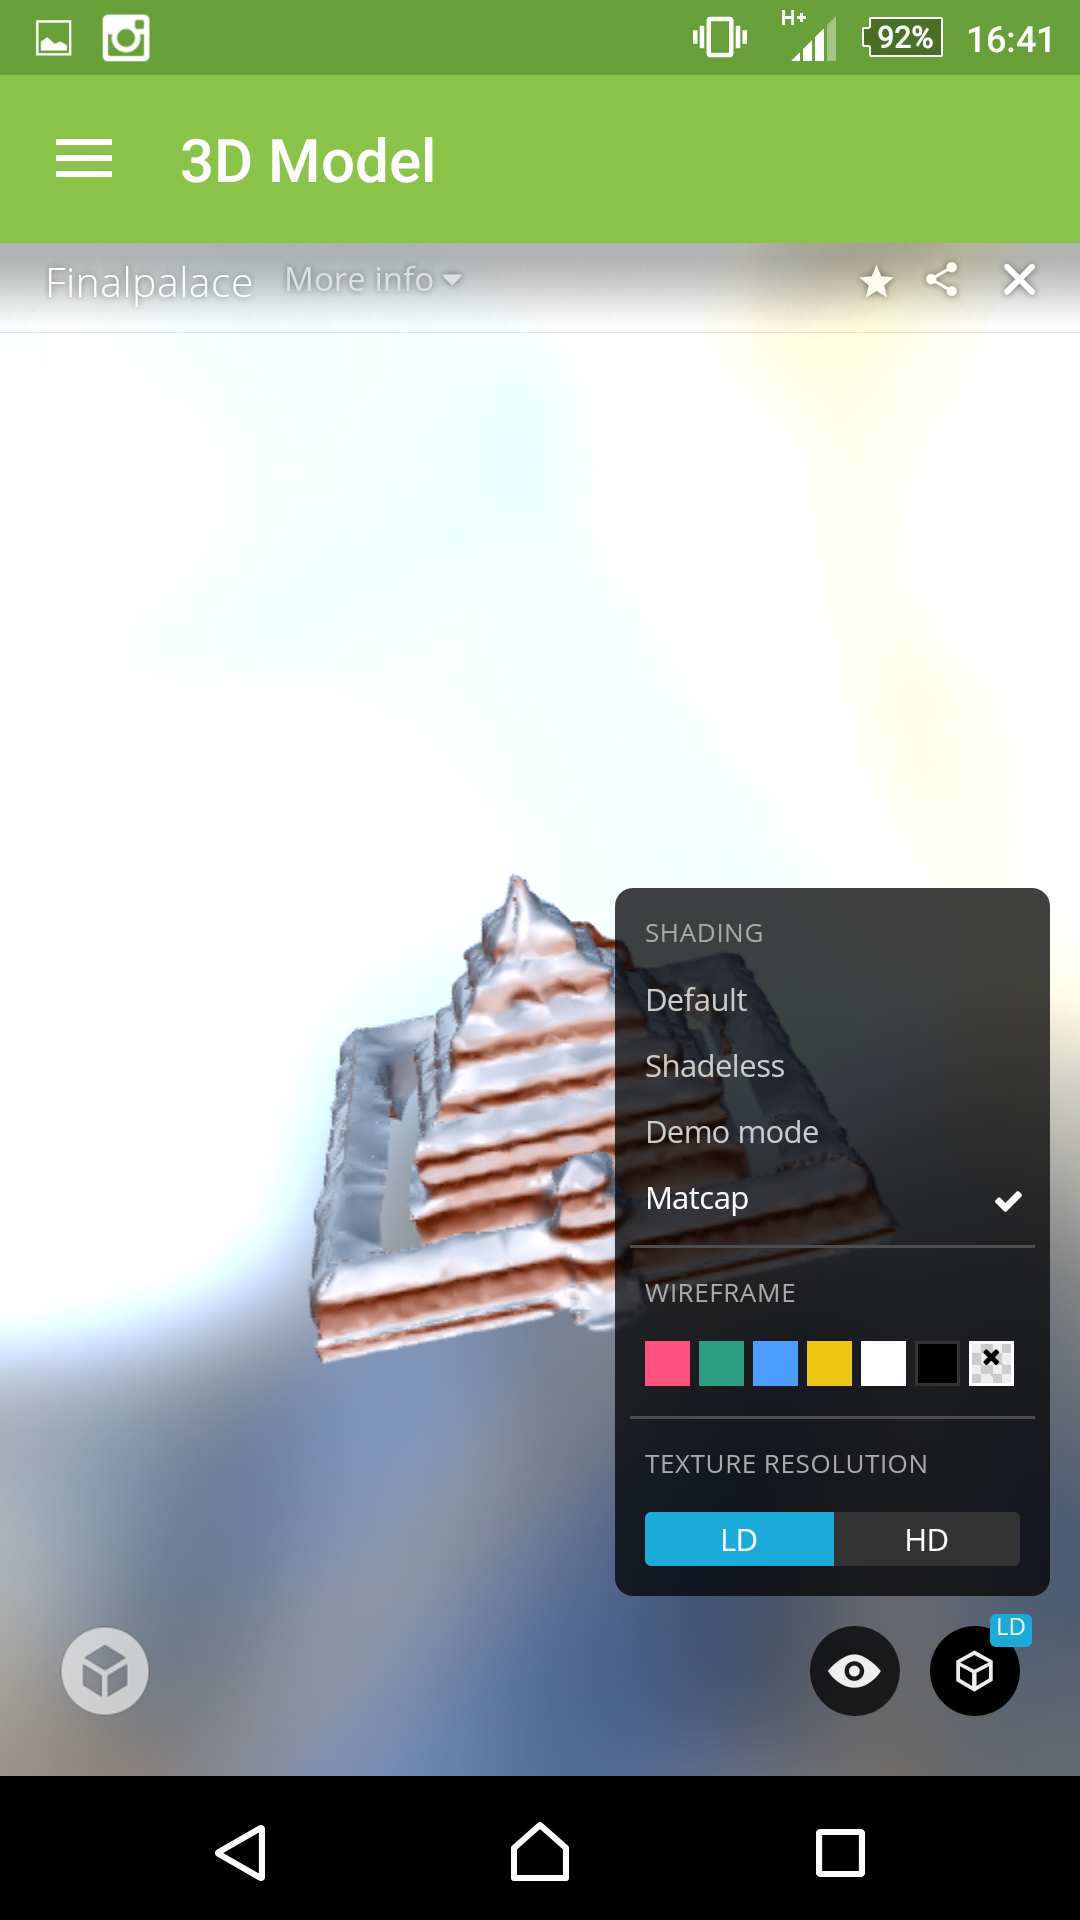 H+
92%
16:41
3D Model
Finalpalace More info
SHADING
Default
Shadeless
Demo mode
Matcap
WIREFRAME
TEXTURE RESOLUTION
LD HD
LD